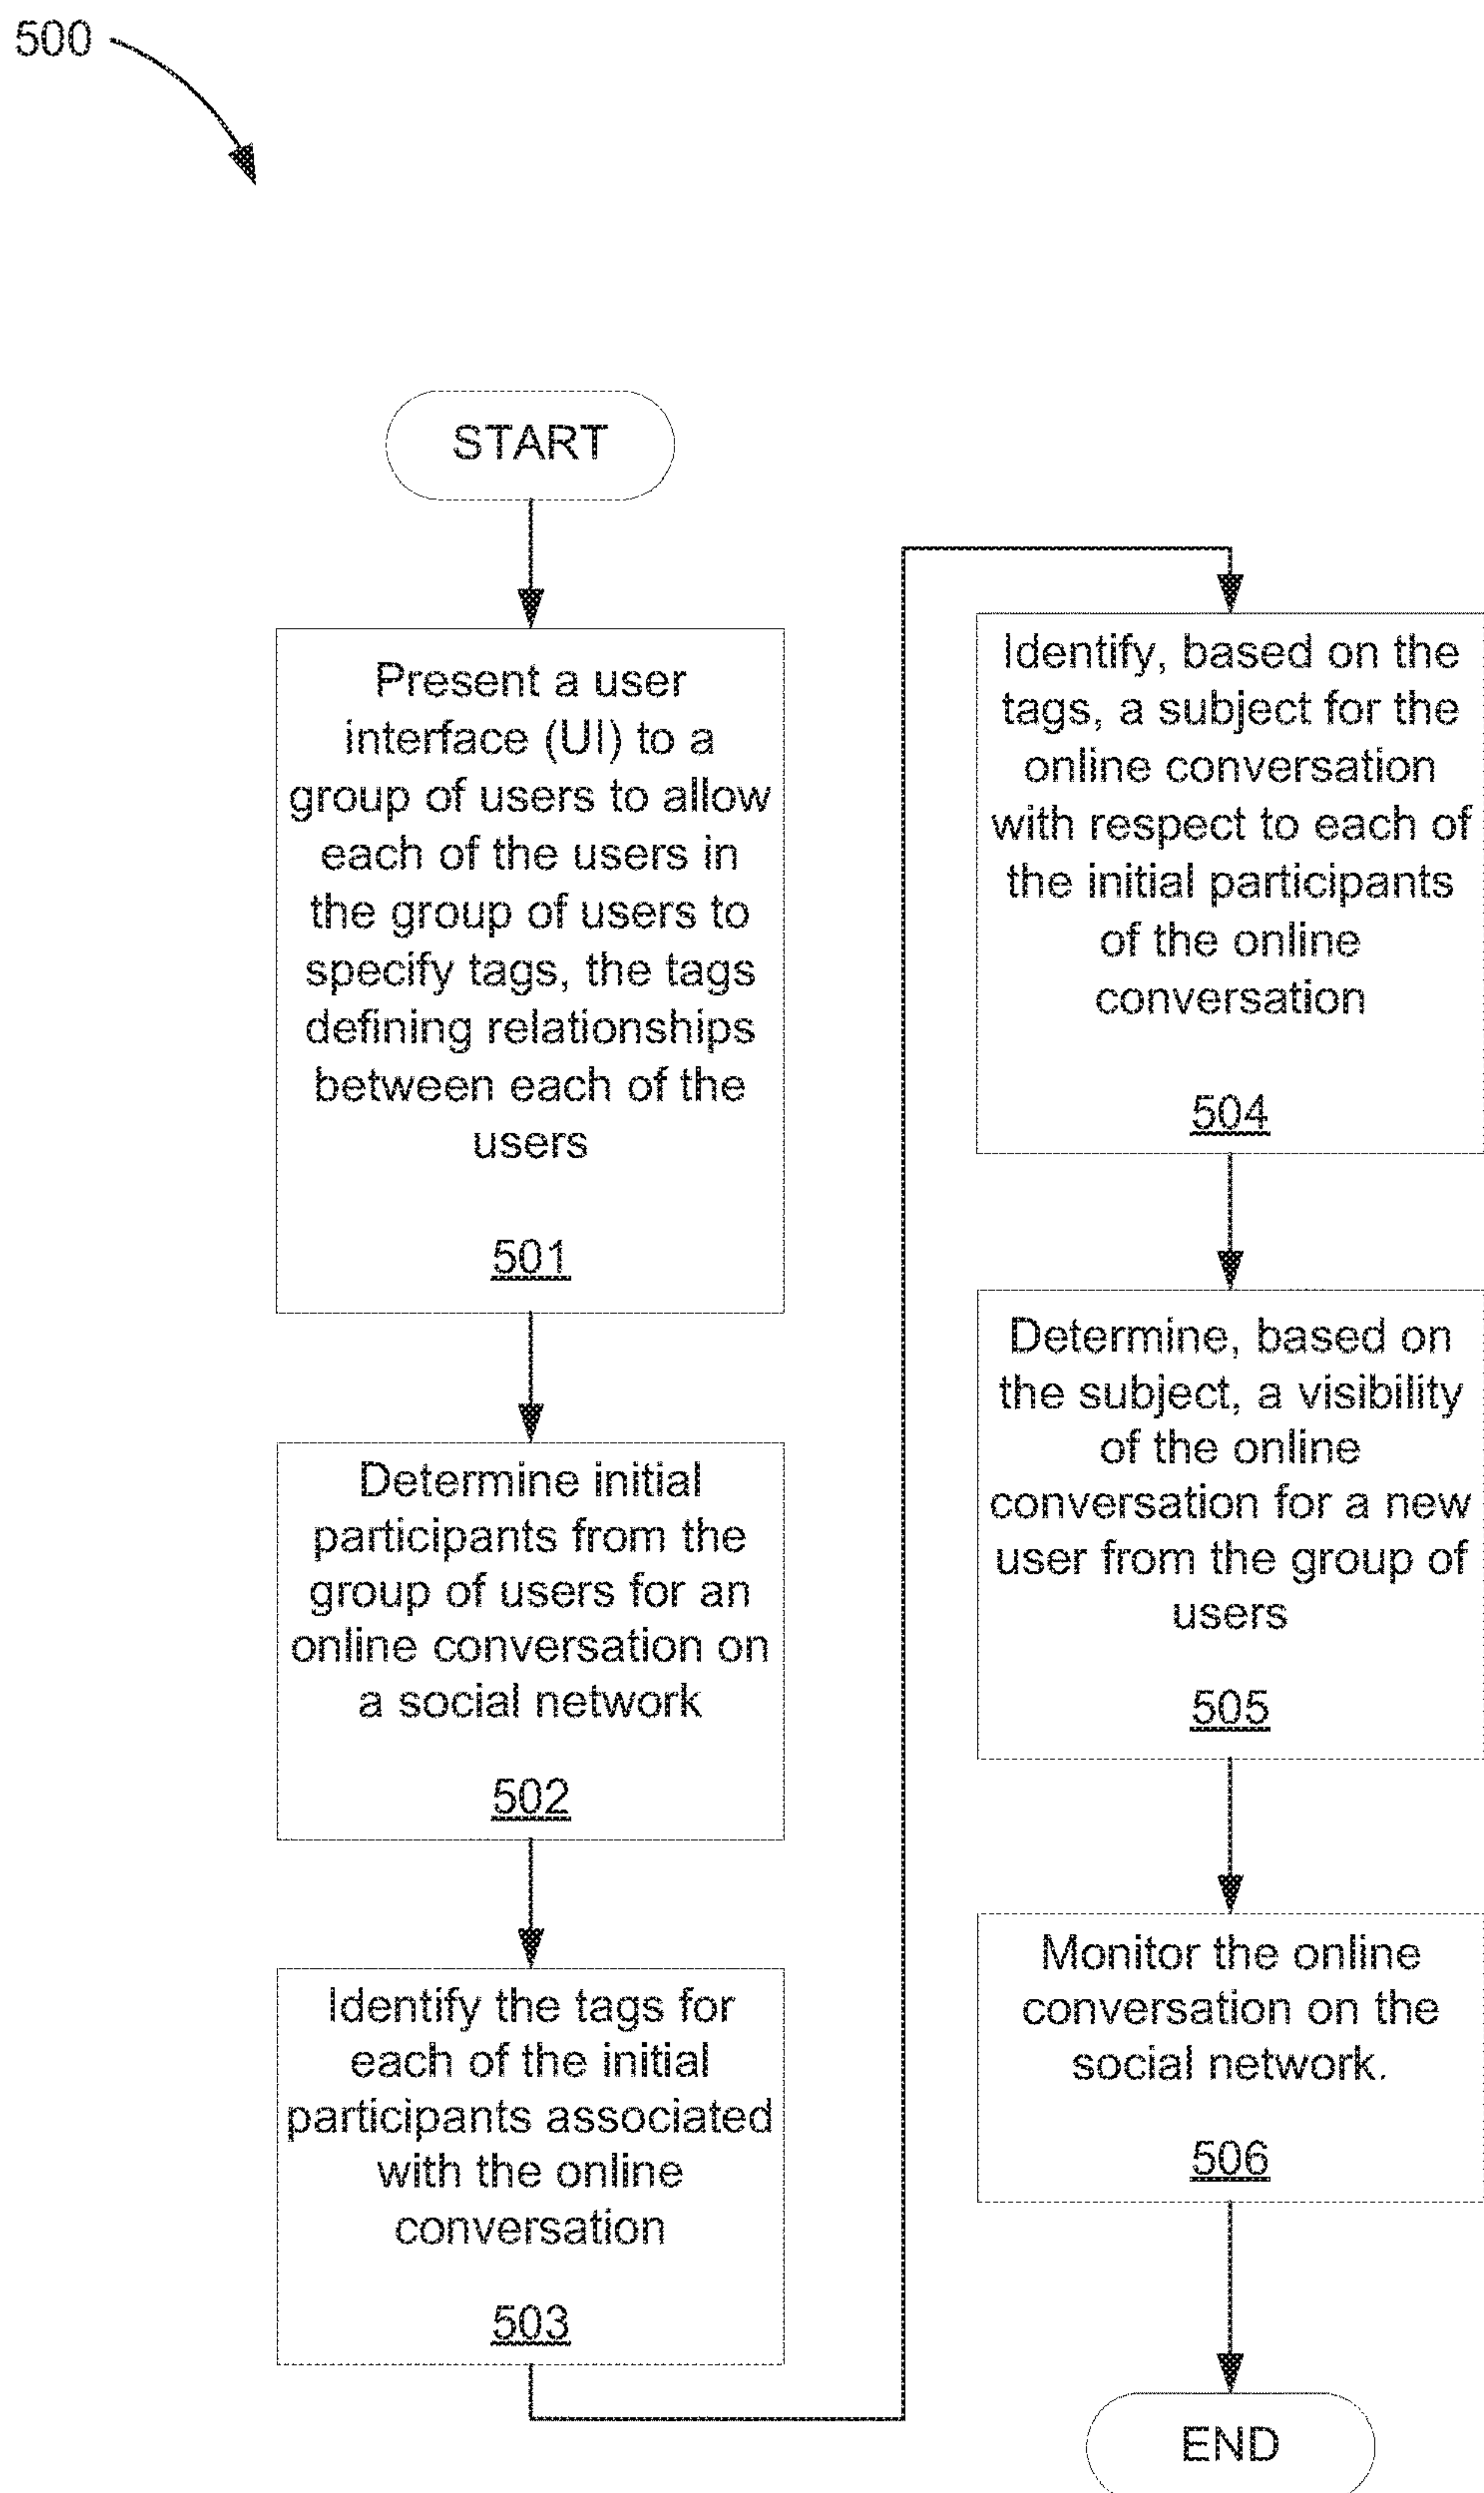 500
START
Present a user
interface (UI) to a
group of users to allow
each of the users in
the group of users to
specify tags, the tags
defining relationships
between each of the
users
501
Determine initial
participants from the
group of users for an
online conversation on
a social network
502
Identify the tags for
each of the initial
participants associated
with the online
conversation
503
Identify, based on the
tags, a subject for the
online conversation
with respect to each of
the initial participants
of the online
conversation
504
Determine, based on
the subject, a visibility
of the online
conversation for a new
user from the group of
users
505
Monitor the online
conversation on the
social network.
506
END